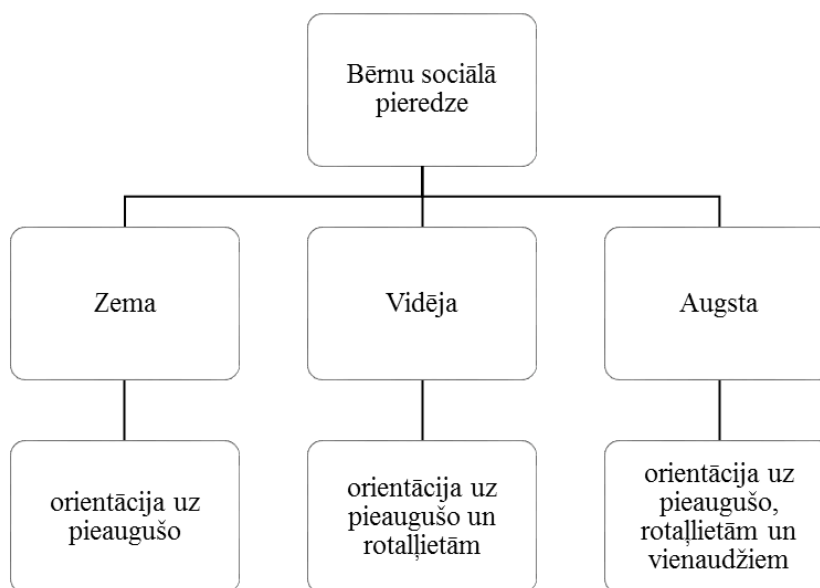 Bērnu sociālā
pieredze
Zema
Vidēja
Augsta
orientācija uz
pieaugušo
orientācija uz
pieaugušo un
rotaļlietām
orientācija uz
pieaugušo,
rotaļlietām un
vienaudžiem